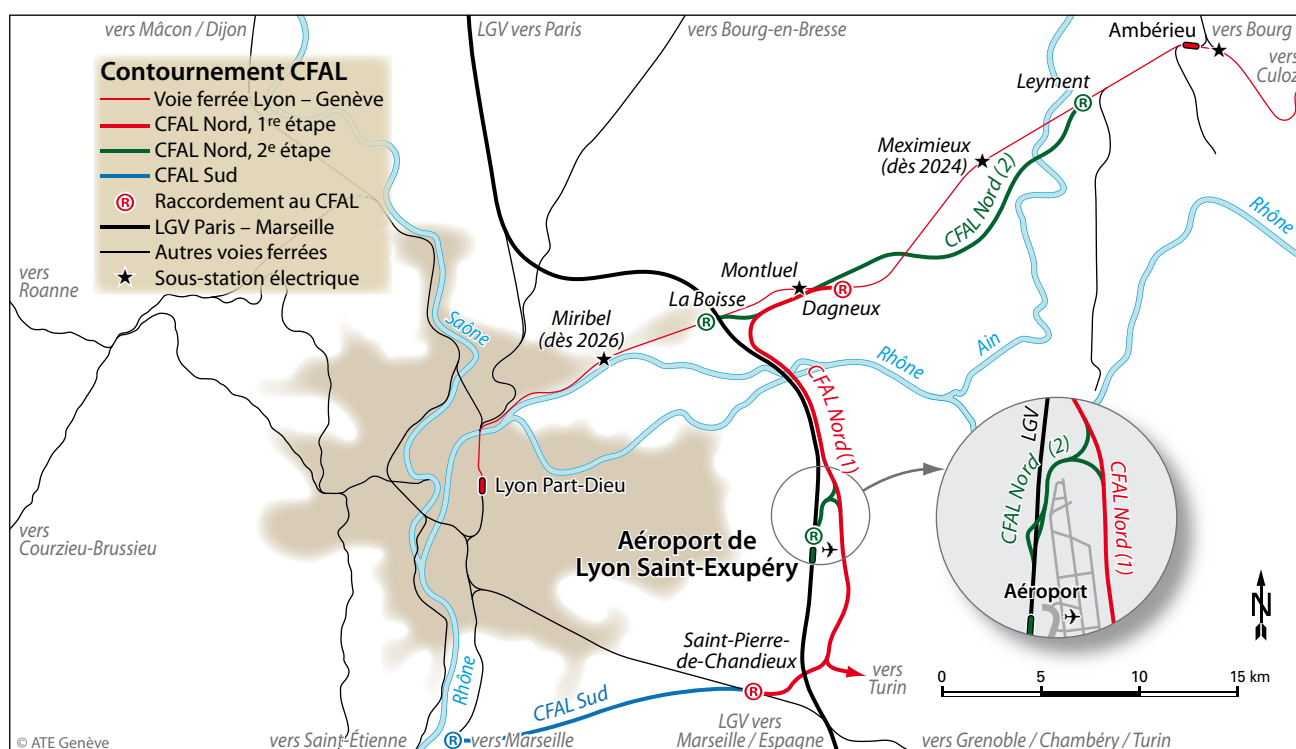 vers Mâcon / Dijon
LGV vers Paris
vers Bourg-en-Bresse
Ambérieu
vers Bourg
vers
Culoz
Contournement CFAL
Voie ferrée Lyon – Genève
CFAL Nord, 1re étape
CFAL Nord, 2e étape
CFAL Sud
R Raccordement au CFAL
LGV Paris – Marseille
Autres voies ferrées
★ Sous-station électrique
Leyment
R
Meximieux
(dès 2024)
CFAL Nord (2)
Rhône
vers
Roanne
Montluel
La Boisse
R
R
Dagneux
Miribel
(dès 2026)
Saône
Rhône
Ain
CFAL Nord (1)
Lyon Part-Dieu
vers
Courzieu-Brussieu
Aéroport de
Lyon Saint-Exupéry
R
LGV
CFAL Nord (2)
CFAL Nord (1)
Aéroport
N
Saint-Pierre-
de-Chandieux
R
vers
Turin
0 5 10 15 km
Rhône
CFAL Sud
R
LGV vers
Marseille / Espagne
© ATE Genève
vers Saint-Étienne
vers Marseille
vers Grenoble / Chambéry / Turin